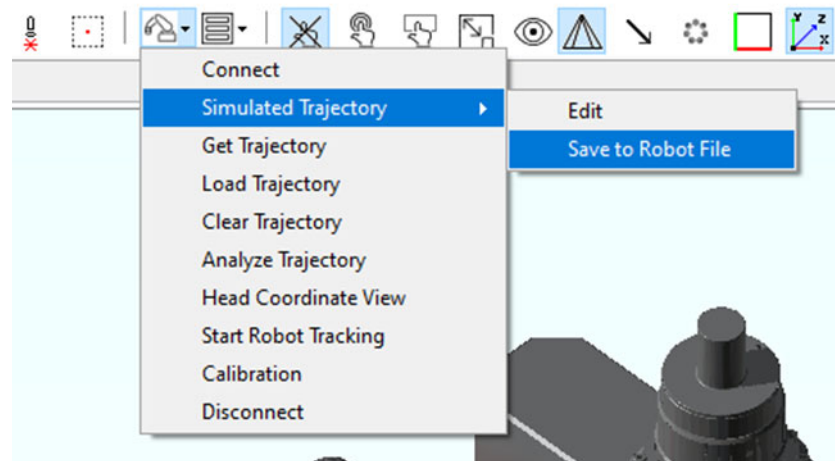 Y
Z
X
Connect
Simulated Trajectory
Edit
Get Trajectory
Save to Robot File
Load Trajectory
Clear Trajectory
Analyze Trajectory
Head Coordinate View
Start Robot Tracking
Calibration
Disconnect